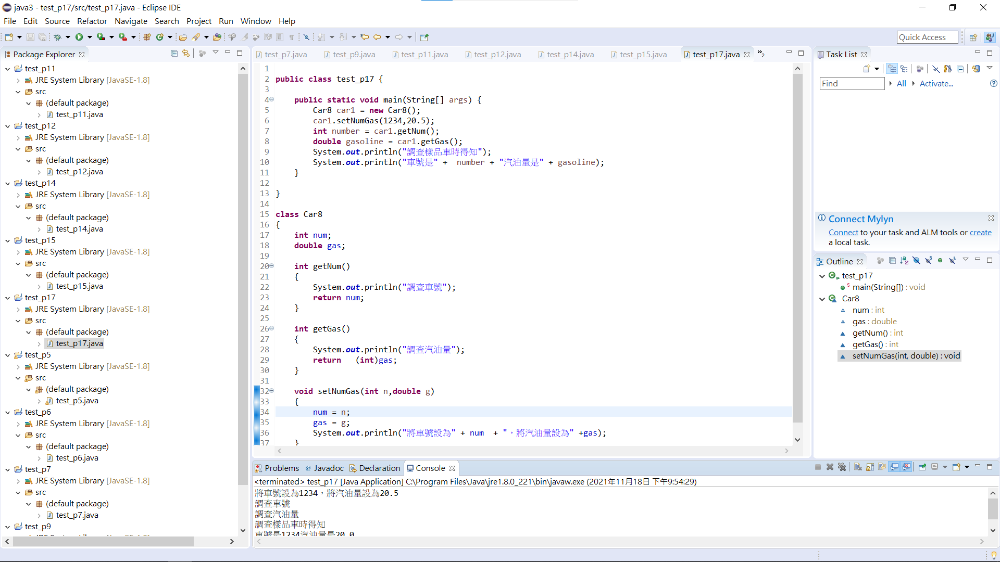 java3 - test_p17/src/test_p17.java - Eclipse IDE
File Edit Source Refactor Navigate Search Project Run Window Help
Quick Access
Package Explorer
test_p11
JRE System Library [JavaSE-1.8]
src
(default package)
test_p11.java
test_p12
JRE System Library [JavaSE-1.8]
src
(default package)
test_p12.java
test_p14
JRE System Library [JavaSE-1.8]
src
(default package)
test_p14.java
test_p15
JRE System Library [JavaSE-1.8]
src
(default package)
test_p15.java
test_p17
JRE System Library [JavaSE-1.8]
src
(default package)
test_p17.java
test_p5
JRE System Library [JavaSE-1.8]
src
(default package)
test_p5.java
test_p6
JRE System Library [JavaSE-1.8]
src
(default package)
test_p6.java
test_p7
JRE System Library [JavaSE-1.8]
src
(default package)
test_p7.java
test_p9
test_p7.java test_p9.java test_p11.java test_p12.java test_p14.java test_p15.java test_p17.java »2
1
2 public class test_p17 {
3
4 public static void main(String[] args) {
5 Car8 car1 = new Car8();
6 car1.setNumGas(1234,20.5);
7 int number = car1.getNum();
8 double gasoline = car1.getGas();
9 System.out.println("調查樣品車時得知");
10 System.out.println("車號是" +  number + "汽油量是" + gasoline);
11 }
12
13 }
14
15 class Car8
16 {
17 int num;
18 double gas;
19
20 int getNum()
21 {
22 System.out.println("調查車號");
23 return num;
24 }
25
26 int getGas()
27 {
28 System.out.println("調查汽油量");
29 return   (int)gas;
30 }
31
32 void setNumGas(int n,double g)
33 {
34 num = n;
35 gas = g;
36 System.out.println("將車號設為" + num  + "，將汽油量設為" +gas);
37 }
Problems @ Javadoc Declaration Console
<terminated> test_p17 [Java Application] C:\Program Files\Java\jre1.8.0_221\bin\javaw.exe (2021年11月18日 下午9:54:29)
將車號設為1234，將汽油量設為20.5
調查車號
調查汽油量
調查樣品車時得知
車號是1234汽油量是20.0
Task List
Find All Activate...
Connect Mylyn
Connect to your task and ALM tools or create
a local task.
Outline
test_p17
main(String[]) : void
Car8
num : int
gas : double
getNum() : int
getGas() : int
setNumGas(int, double) : void